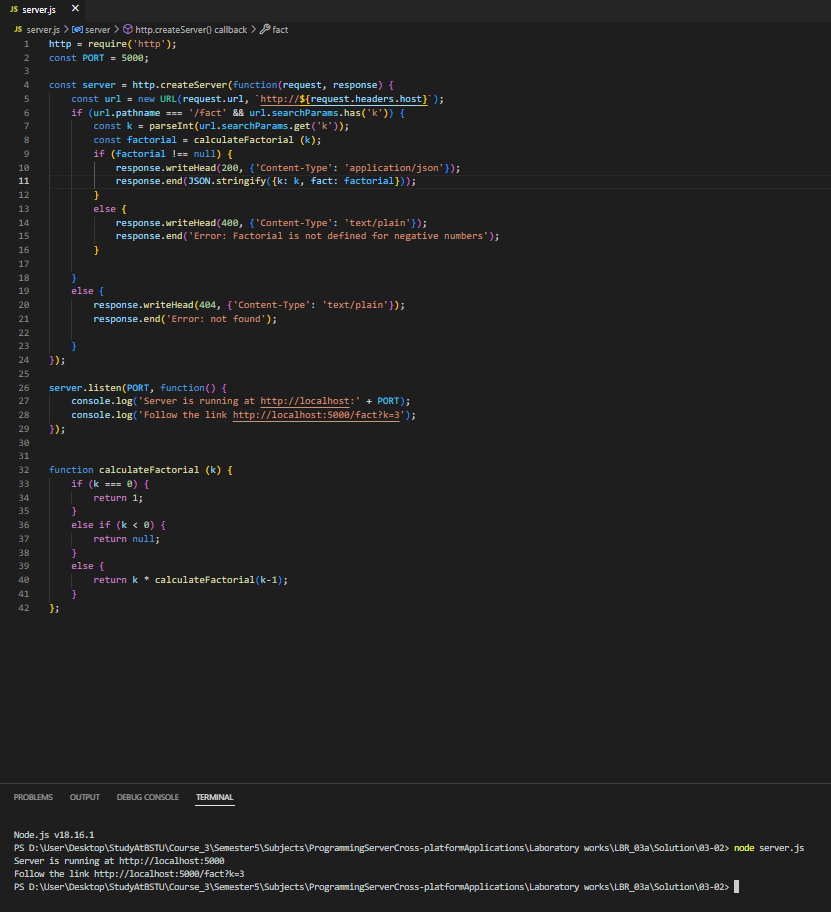 JS server.js ×
JS server.js > server > http.createServer() callback > fact
1 http = require('http');
2 const PORT = 5000;
3
4 const server = http.createServer(function(request, response) {
5     const url = new URL(request.url, `http://${request.headers.host}`);
6     if (url.pathname === '/fact' && url.searchParams.has('k')) {
7         const k = parseInt(url.searchParams.get('k'));
8         const factorial = calculateFactorial (k);
9         if (factorial !== null) {
10             response.writeHead(200, {'Content-Type': 'application/json'});
11             response.end(JSON.stringify({k: k, fact: factorial}));
12         }
13         else {
14             response.writeHead(400, {'Content-Type': 'text/plain'});
15             response.end('Error: Factorial is not defined for negative numbers');
16         }
17
18     }
19     else {
20         response.writeHead(404, {'Content-Type': 'text/plain'});
21         response.end('Error: not found');
22
23     }
24 });
25
26 server.listen(PORT, function() {
27     console.log('Server is running at http://localhost:' + PORT);
28     console.log('Follow the link http://localhost:5000/fact?k=3');
29 });
30
31
32 function calculateFactorial (k) {
33     if (k === 0) {
34         return 1;
35     }
36     else if (k < 0) {
37         return null;
38     }
39     else {
40         return k * calculateFactorial(k-1);
41     }
42 };
PROBLEMS OUTPUT DEBUG CONSOLE TERMINAL
Node.js v18.16.1
PS D:\User\Desktop\StudyAtBSTU\Course_3\Semester5\Subjects\ProgrammingServerCross-platformApplications\Laboratory works\LBR_03a\Solution\03-02> node server.js
Server is running at http://localhost:5000
Follow the link http://localhost:5000/fact?k=3
PS D:\User\Desktop\StudyAtBSTU\Course_3\Semester5\Subjects\ProgrammingServerCross-platformApplications\Laboratory works\LBR_03a\Solution\03-02>